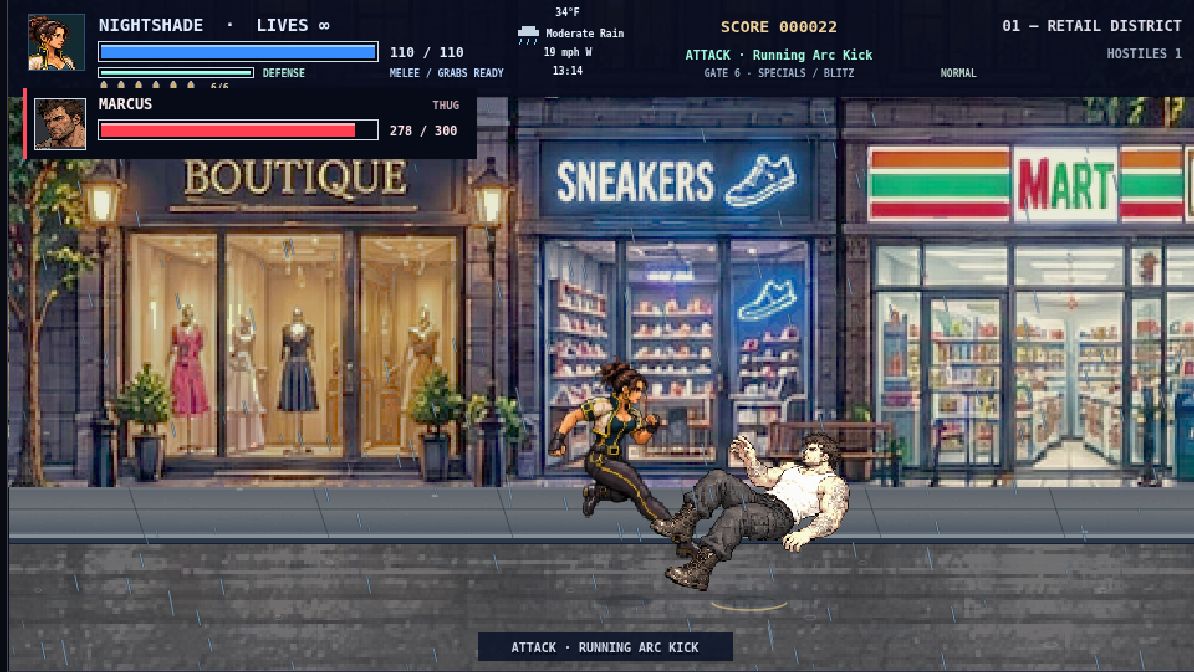 NIGHTSHADE · LIVES ∞
110 / 110
DEFENSE
MELEE / GRABS READY
6/6
34°F
Moderate Rain
19 mph W
13:14
SCORE 000022
ATTACK · Running Arc Kick
GATE 6 · SPECIALS / BLITZ
NORMAL
01 — RETAIL DISTRICT
HOSTILES 1
MARCUS
THUG
278 / 300
BOUTIQUE
SNEAKERS
MART
ATTACK · RUNNING ARC KICK